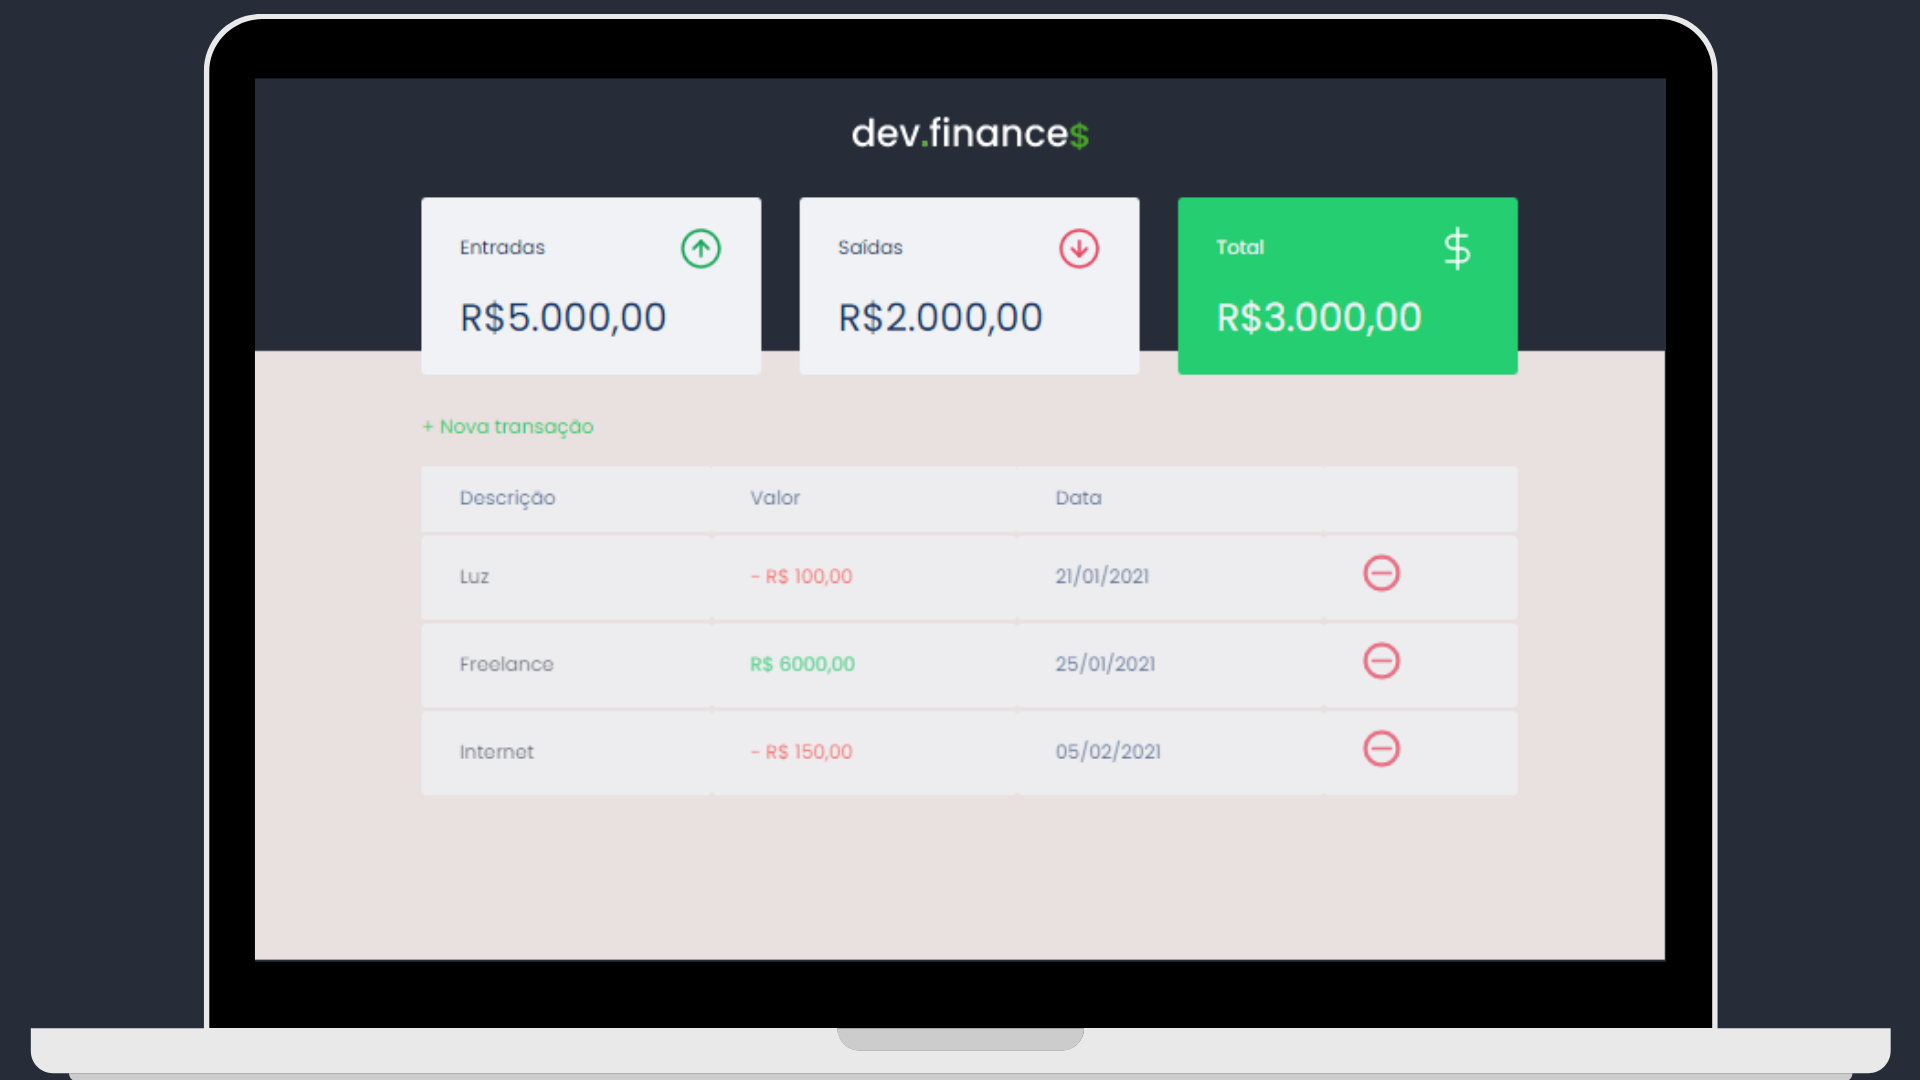 dev.finance$
Entradas
R$5.000,00
Saídas
R$2.000,00
Total
$
R$3.000,00
+ Nova transação
Descrição Valor Data
Luz - R$ 100,00 21/01/2021
Freelance R$ 6000,00 25/01/2021
Internet - R$ 150,00 05/02/2021